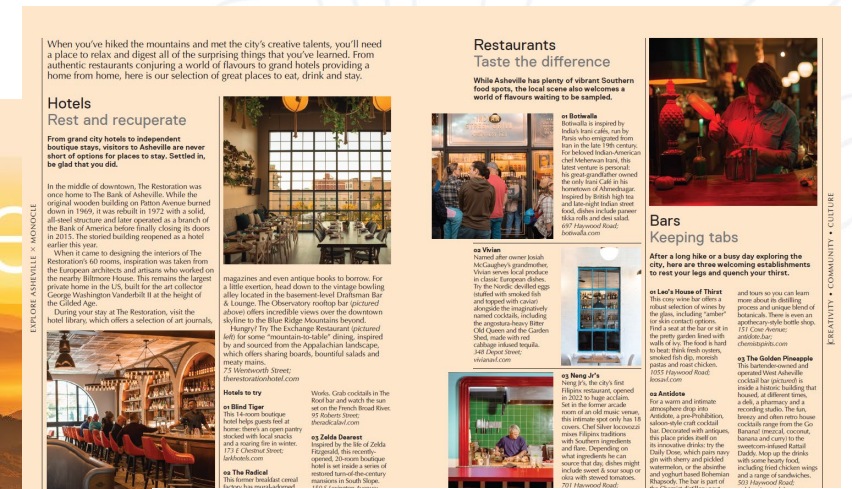 When you've hiked the mountains and met the city's creative talents, you'll need
a place to relax and digest all of the surprising things that you've learned. From
authentic restaurants conjuring a world of flavours to grand hotels providing a
home from home, here is our selection of great places to eat, drink and stay.
Hotels
Rest and recuperate
From grand city hotels to independent
boutique stays, visitors to Asheville are never
short of options for places to stay. Settled in,
be glad that you did.
In the middle of downtown, The Restoration was
once home to The Bank of Asheville. While the
original wooden building on Patton Avenue burned
down in 1969, it was rebuilt in 1972 with a solid,
all-steel structure and later operated as a branch of
the Bank of America before finally closing its doors
in 2015. The storied building reopened as a hotel
earlier this year.
When it came to designing the interiors of The
Restoration's 60 rooms, inspiration was taken from
the European architects and artisans who worked on
the nearby Biltmore House. This remains the largest
private home in the US, built for the art collector
George Washington Vanderbilt II at the height of
the Gilded Age.
During your stay at The Restoration, visit the
hotel library, which offers a selection of art journals,
magazines and even antique books to borrow. For
a little exertion, head down to the vintage bowling
alley located in the basement-level Draftsman Bar
& Lounge. The Observatory rooftop bar (pictured
above) offers incredible views over the downtown
skyline to the Blue Ridge Mountains beyond.
Hungry? Try The Exchange Restaurant (pictured
left) for some "mountain-to-table" dining, inspired
by and sourced from the Appalachian landscape,
which offers sharing boards, bountiful salads and
meaty mains.
75 Wentworth Street;
therestorationhotel.com
Hotels to try
01 Blind Tiger
This 14-room boutique
hotel helps guests feel at
home: there's an open pantry
stocked with local snacks
and a roaring fire in winter.
173 E Chestnut Street;
larkhotels.com
02 The Radical
This former breakfast cereal
factory has mural-adorned
Works. Grab cocktails in The
Roof bar and watch the sun
set on the French Broad River.
95 Roberts Street;
theradicalavl.com
03 Zelda Dearest
Inspired by the life of Zelda
Fitzgerald, this recently-
opened, 20-room boutique
hotel is set inside a series of
restored turn-of-the-century
mansions in South Slope.
EXPLORE ASHEVILLE × MONOCLE
Restaurants
Taste the difference
While Asheville has plenty of vibrant Southern
food spots, the local scene also welcomes a
world of flavours waiting to be sampled.
01 Botiwalla
Botiwalla is inspired by
India's Irani cafés, run by
Parsis who emigrated from
Iran in the late 19th century.
For beloved Indian-American
chef Meherwan Irani, this
latest venture is personal:
his great-grandfather owned
the only Irani Café in his
hometown of Ahmednagar.
Inspired by British high tea
and late-night Indian street
food, dishes include paneer
tikka rolls and desi salad.
697 Haywood Road;
botiwalla.com
02 Vivian
Named after owner Josiah
McGaughey's grandmother,
Vivian serves local produce
in classic European dishes.
Try the Nordic devilled eggs
(stuffed with smoked fish
and topped with caviar)
alongside the imaginatively
named cocktails, including
the angostura-heavy Bitter
Old Queen and the Garden
Shed, made with red
cabbage infused tequila.
348 Depot Street;
vivianavl.com
03 Neng Jr's
Neng Jr's, the city's first
Filipinx restaurant, opened
in 2022 to huge acclaim.
Set in the former arcade
room of an old music venue,
this intimate spot only has 18
covers. Chef Silver Iocovozzi
mixes Filipinx traditions
with Southern ingredients
and flare. Depending on
what ingredients can be
source that day, dishes might
include sweet & sour soup or
okra with stewed tomatoes.
701 Haywood Road;
Bars
Keeping tabs
After a long hike or a busy day exploring the
city, here are three welcoming establishments
to rest your legs and quench your thirst.
01 Leo's House of Thirst
This cosy wine bar offers a
robust selection of wines by
the glass, including "amber"
(or skin contact) options.
Find a seat at the bar or sit in
the pretty garden lined with
walls of ivy. The food is hard
to beat: think fresh oysters,
smoked fish dip, moreish
pastas and roast chicken.
1055 Haywood Road;
leosavl.com
02 Antidote
For a warm and intimate
atmosphere drop into
Antidote, a pre-Prohibition,
saloon-style craft cocktail
bar. Decorated with antiques,
this place prides itself on
its innovative drinks: try the
Daily Dose, which pairs navy
gin with sherry and pickled
watermelon, or the absinthe
and yoghurt based Bohemian
Rhapsody. The bar is part of
and tours so you can learn
more about its distilling
process and unique blend of
botanicals. There is even an
apothecary-style bottle shop.
151 Coxe Avenue;
antidote.bar;
chemistspirits.com
03 The Golden Pineapple
This bartender-owned and
operated West Asheville
cocktail bar (pictured) is
inside a historic building that
housed, at different times,
a deli, a pharmacy and a
recording studio. The fun,
breezy and often retro house
cocktails range from the Go
Banana! (mezcal, coconut,
banana and curry) to the
sweetcorn-infused Rattail
Daddy. Mop up the drinks
with some hearty food,
including fried chicken wings
and a range of sandwiches.
503 Haywood Road;
CREATIVITY • COMMUNITY • CULTURE